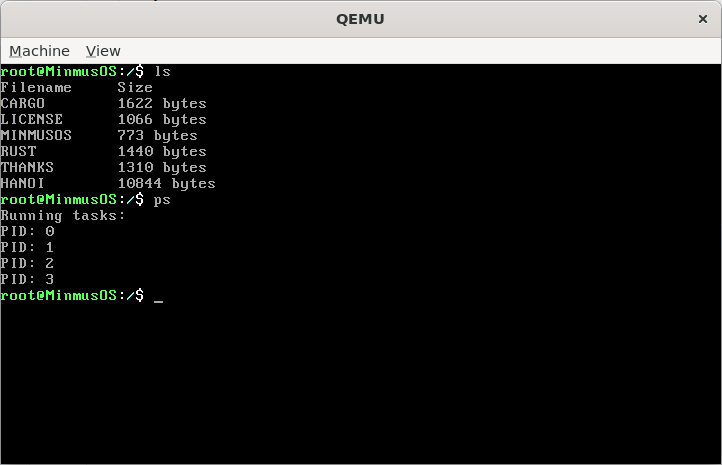 QEMU
Machine View
root@MinmusOS:/$ ls
Filename Size
CARGO 1622 bytes
LICENSE 1066 bytes
MINMUSOS 773 bytes
RUST 1440 bytes
THANKS 1310 bytes
HANOI 10844 bytes
root@MinmusOS:/$ ps
Running tasks:
PID: 0
PID: 1
PID: 2
PID: 3
root@MinmusOS:/$ _